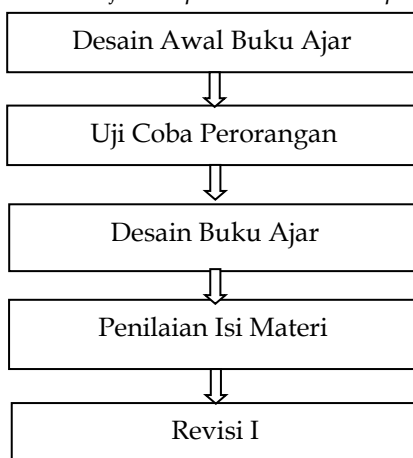 Desain Awal Buku Ajar
Uji Coba Perorangan
Desain Buku Ajar
Penilaian Isi Materi
Revisi I